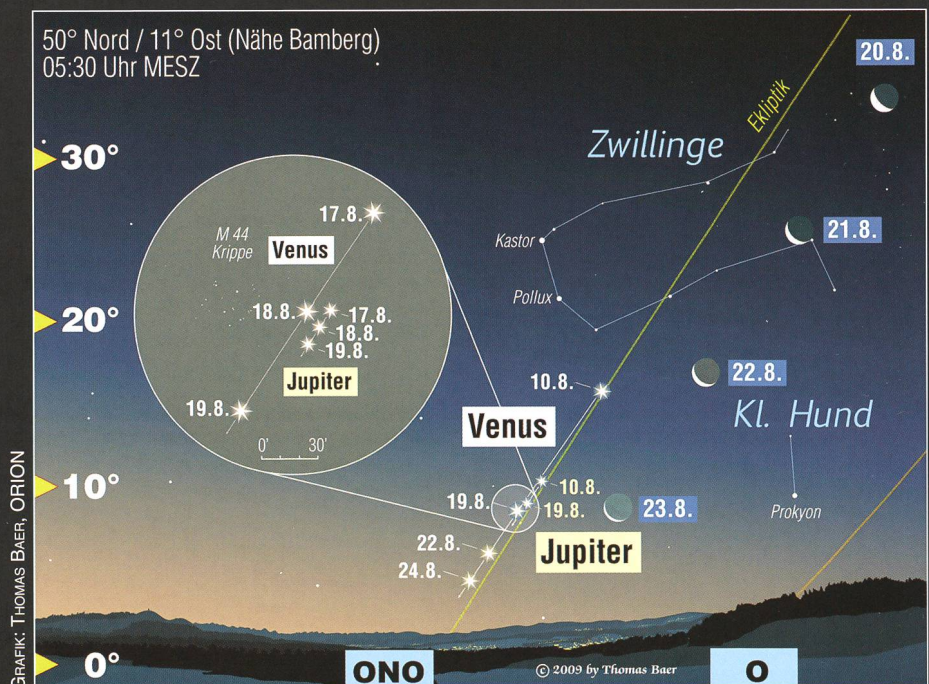 50° Nord / 11° Ost (Nähe Bamberg)
05:30 Uhr MESZ
20.8.
Ekliptik
Zwillinge
30°
17.8.
M 44
Krippe
Venus
Kastor
21.8.
Pollux
20°
18.8.
17.8.
18.8.
19.8.
Jupiter
22.8.
10.8.
19.8.
Kl. Hund
Venus
0' 30'
10°
10.8.
19.8.
19.8.
23.8.
Prokyon
22.8.
Jupiter
24.8.
0°
ONO
© 2009 by Thomas Baer
O
GRAFIK: THOMAS BAER, ORION